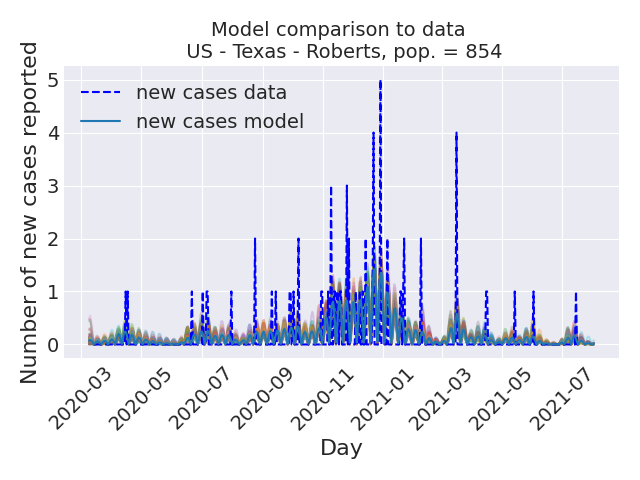 Model comparison to data
US - Texas - Roberts, pop. = 854
Number of new cases reported
5
4
3
2
1
0
new cases data
new cases model
2020-03
2020-05
2020-07
2020-09
2020-11
2021-01
2021-03
2021-05
2021-07
Day